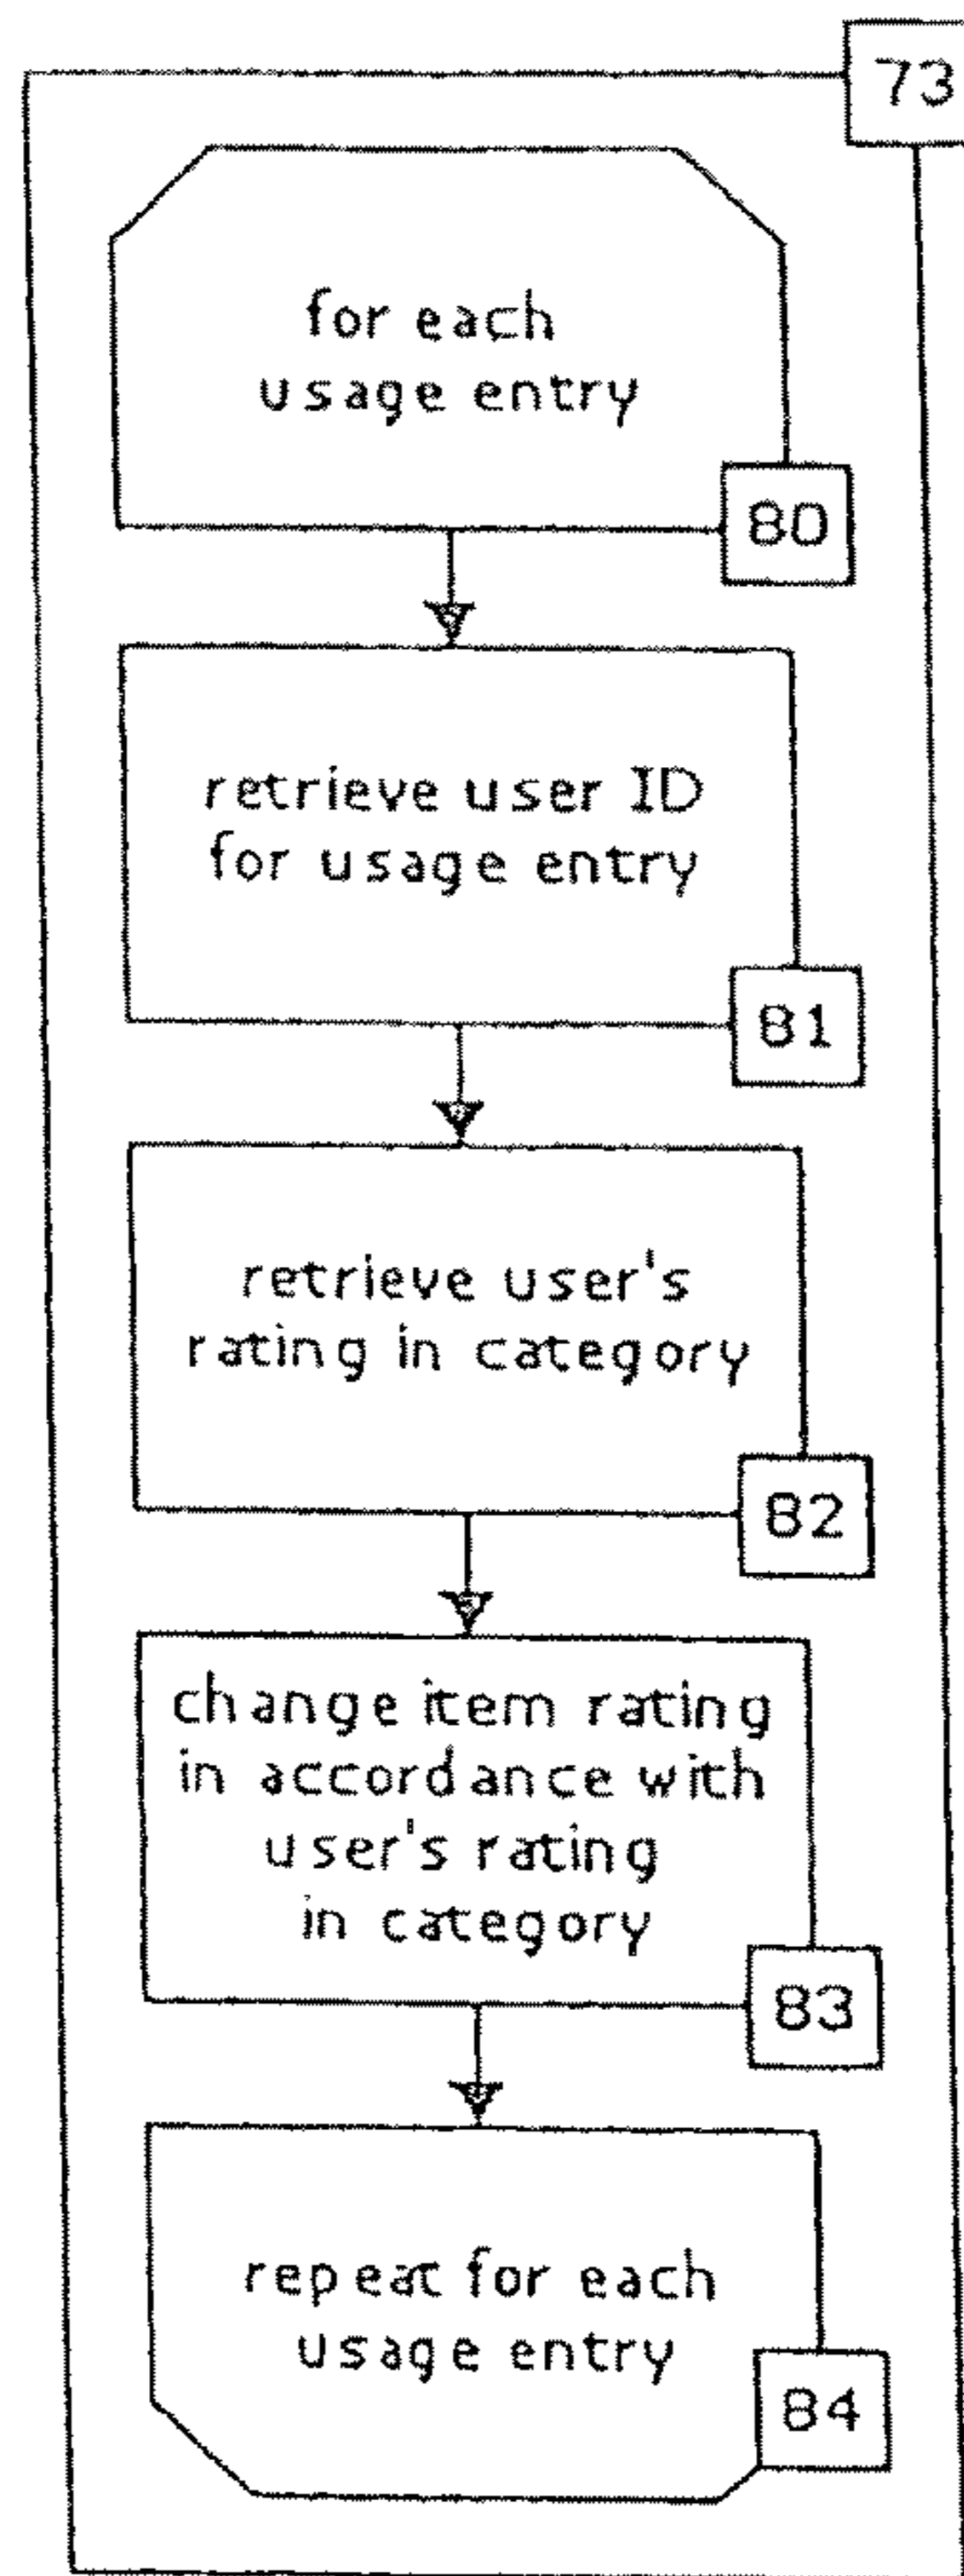 73
for each
usage entry
80
retrieve user ID
for usage entry
81
retrieve user's
rating in category
82
change item rating
in accordance with
user's rating
in category
83
repeat for each
usage entry
84